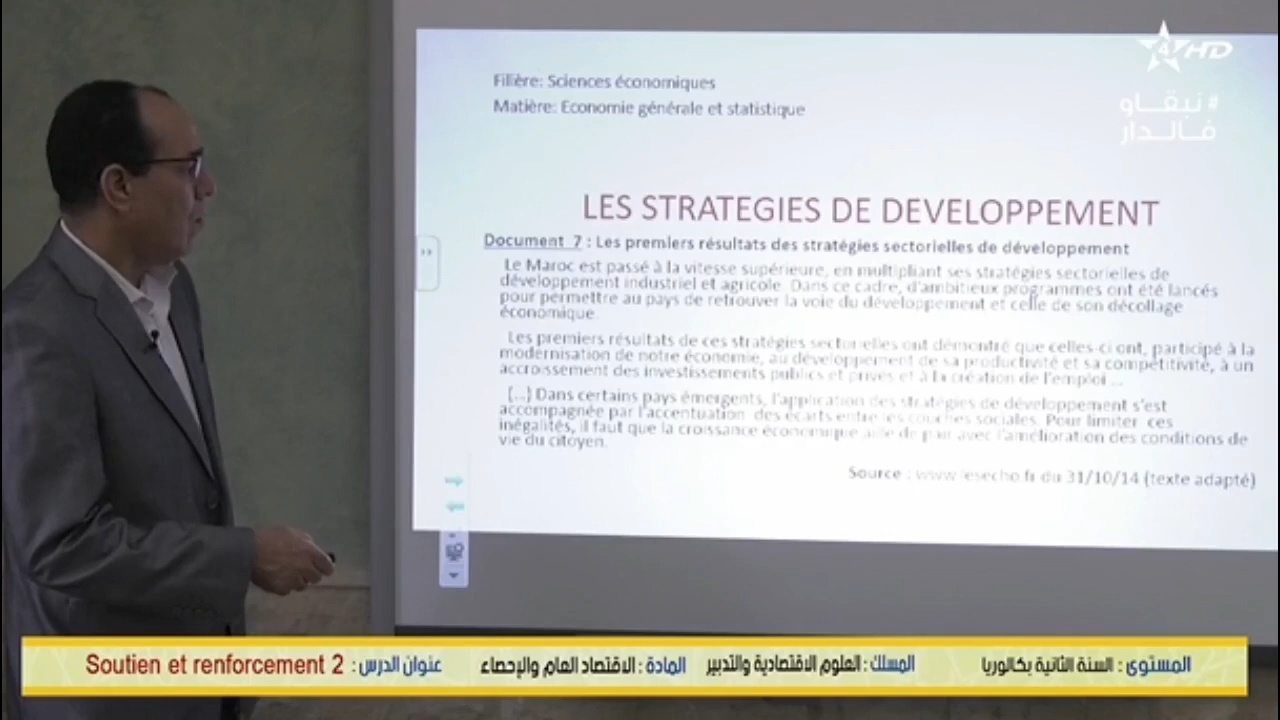 4 HD
#نبقاو
فالدار
Filière: Sciences économiques
Matière: Economie générale et statistique
LES STRATEGIES DE DEVELOPPEMENT
Document 7 : Les premiers résultats des stratégies sectorielles de développement
Le Maroc est passé à la vitesse supérieure, en multipliant ses stratégies sectorielles de
développement industriel et agricole. Dans ce cadre, d'ambitieux programmes ont été lancés
pour permettre au pays de retrouver la voie du développement et celle de son décollage
économique.
Les premiers résultats de ces stratégies sectorielles ont démontré que celles-ci ont, participé à la
modernisation de notre économie, au développement de sa productivité et sa compétitivité, à un
accroissement des investissements publics et privés et à la création de l'emploi ...
[...] Dans certains pays émergents, l'application des stratégies de développement s'est
accompagnée par l'accentuation des écarts entre les couches sociales. Pour limiter ces
inégalités, il faut que la croissance économique aille de pair avec l'amélioration des conditions de
vie du citoyen.
Source : www.lesecho.fr du 31/10/14 (texte adapté)
المستوى : السنة الثانية بكالوريا المسلك : العلوم الاقتصادية والتدبير المادة : الاقتصاد العام والإحصاء عنوان الدرس : Soutien et renforcement 2